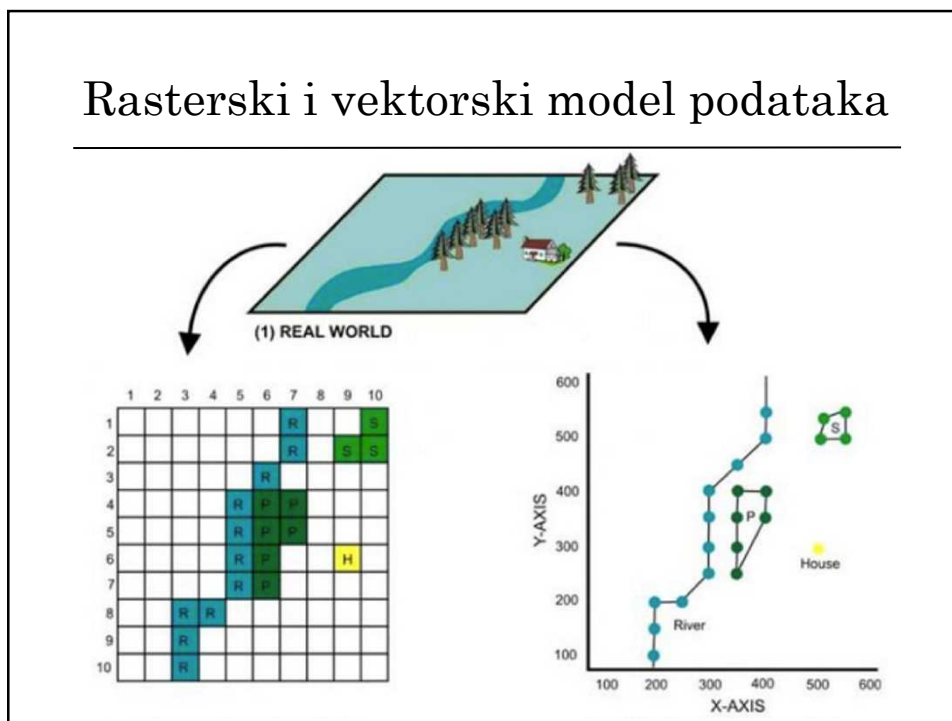 Rasterski i vektorski model podataka
(1) REAL WORLD
1 2 3 4 5 6 7 8 9 10
1 R S
2 R S S
3 R
4 R P P
5 R P P
6 R P H
7 R P
8 R R
9 R
10 R
600
500
400
300
200
100
Y-AXIS
S
P
House
River
100 200 300 400 500 600
X-AXIS